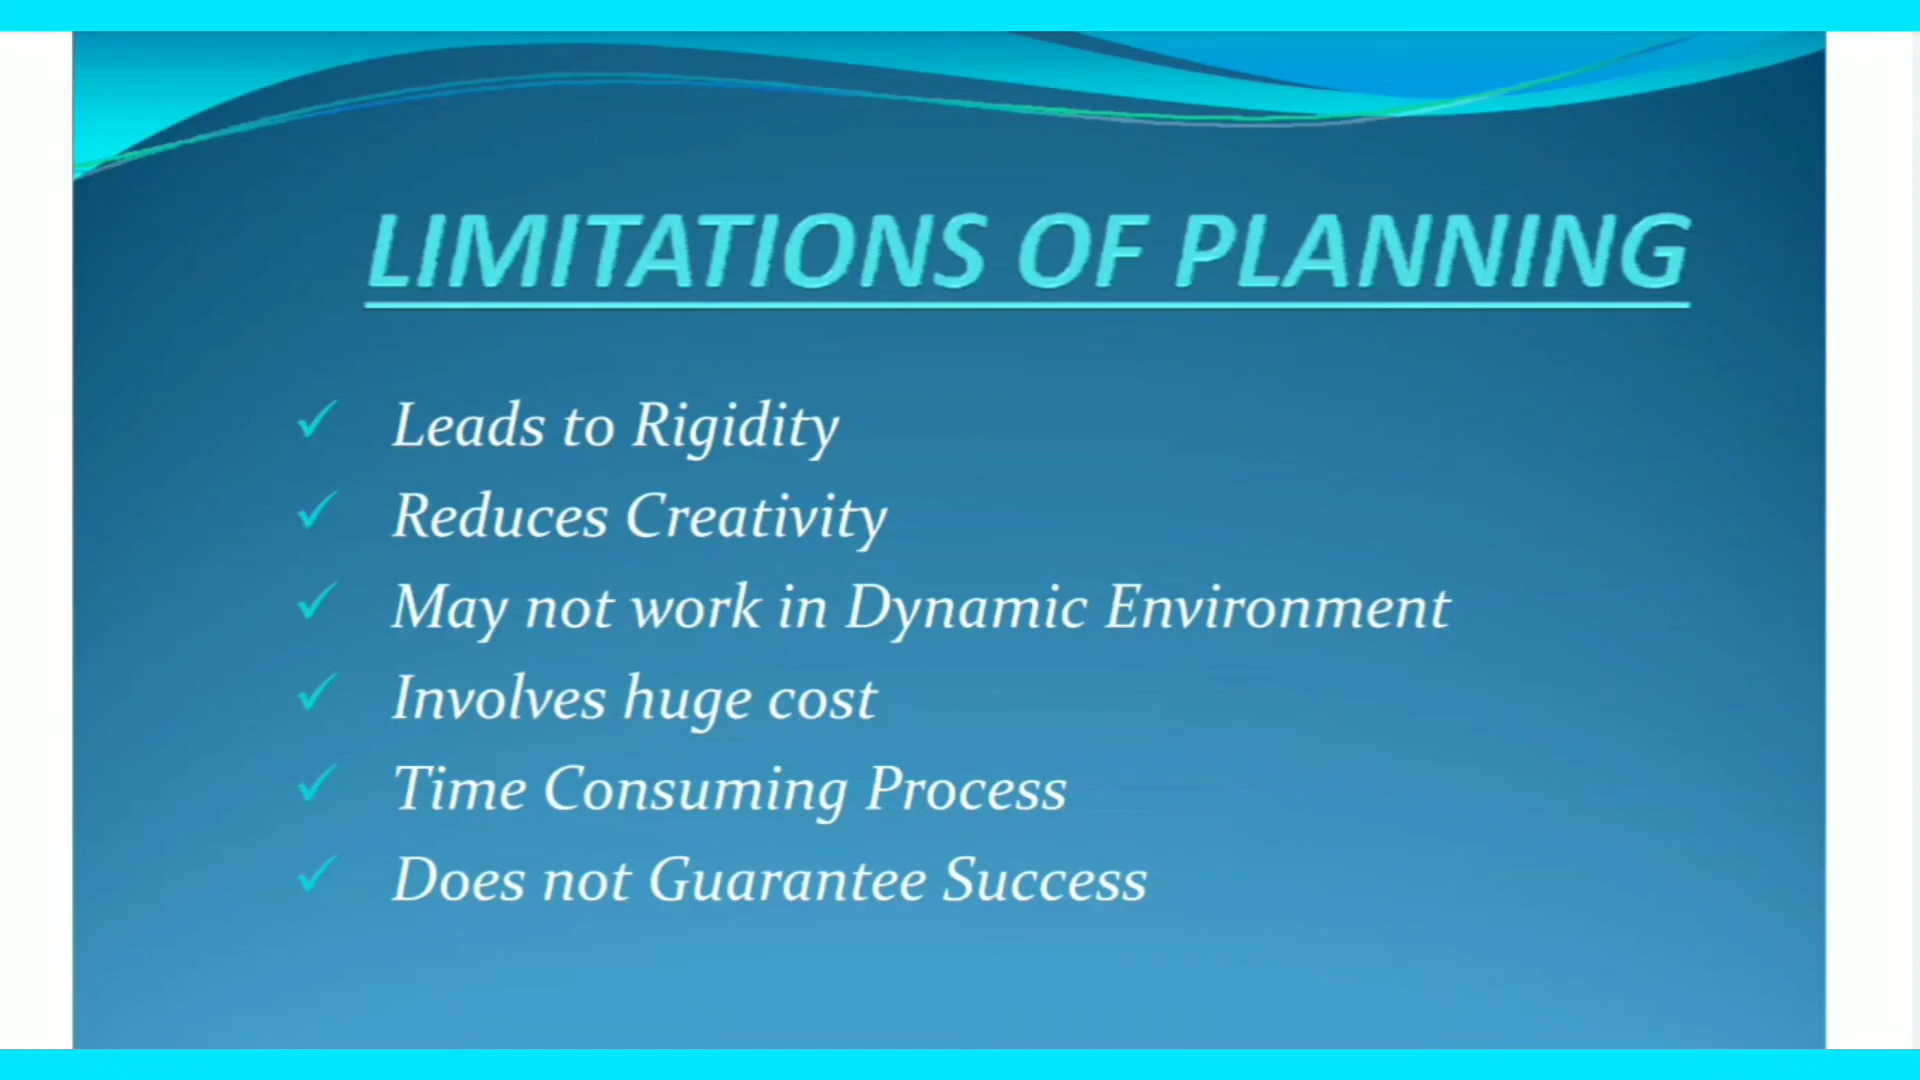 LIMITATIONS OF PLANNING
Leads to Rigidity
Reduces Creativity
May not work in Dynamic Environment
Involves huge cost
Time Consuming Process
Does not Guarantee Success